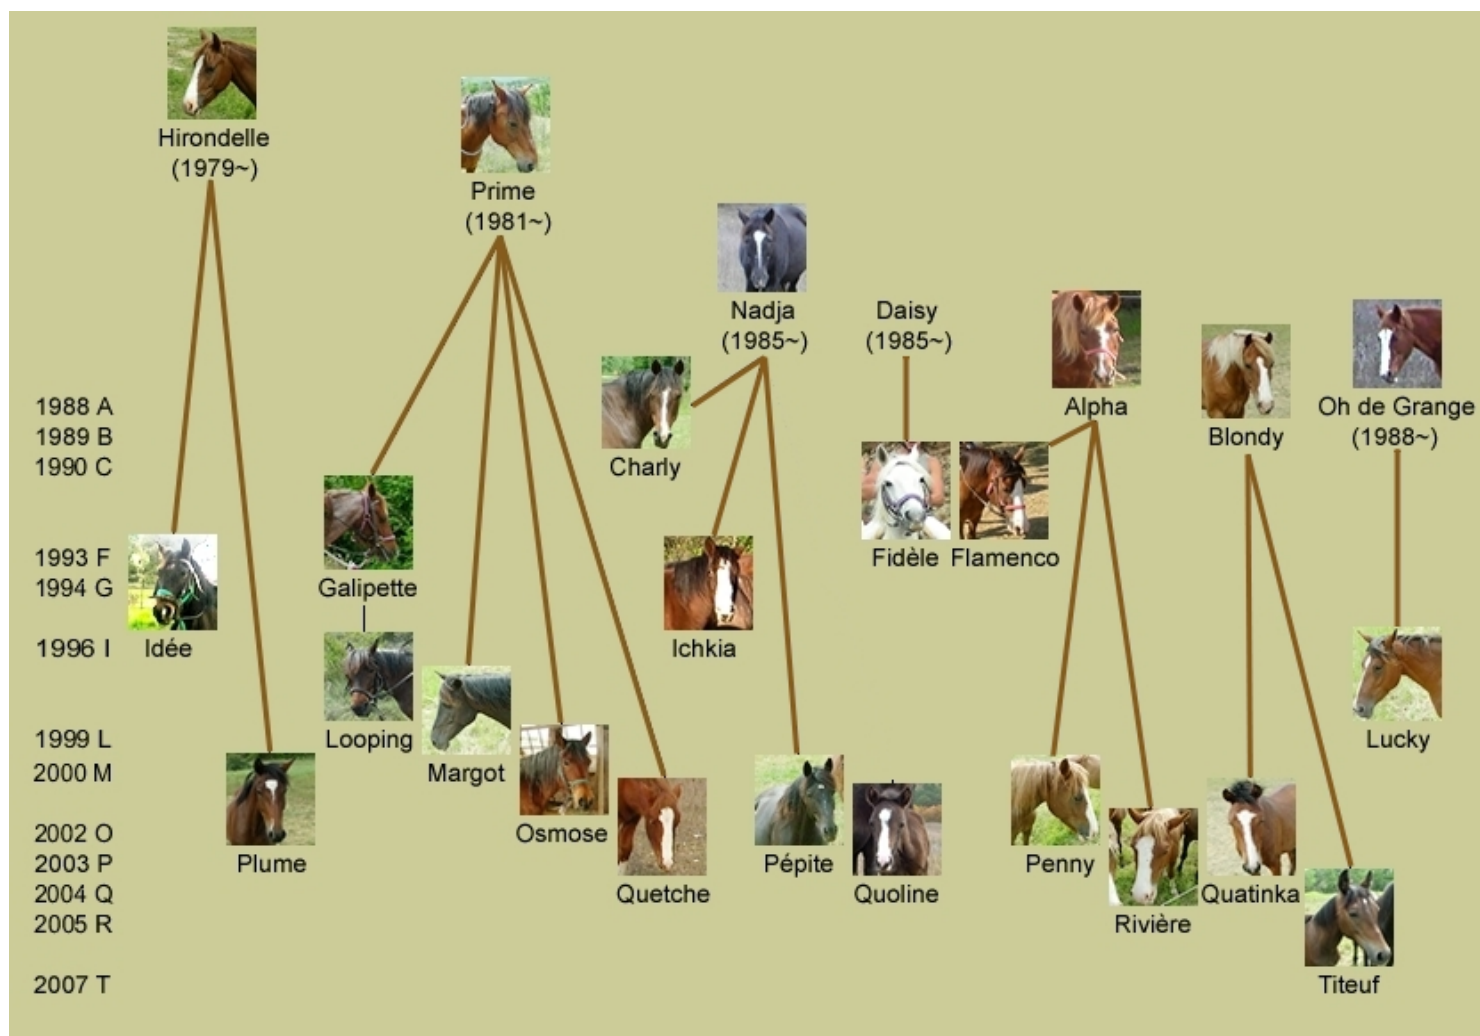 Hirondelle
(1979~)
Prime
(1981~)
Nadja
(1985~)
Daisy
(1985~)
1988 A
Alpha
Oh de Grange
(1988~)
1989 B
Blondy
1990 C
Charly
1993 F
Fidèle
Flamenco
1994 G
Galipette
1996 I
Idée
Ichkia
1999 L
Looping
Lucky
2000 M
Margot
2002 O
Osmose
2003 P
Plume
Pépite
Penny
2004 Q
Quetche
Quoline
Quatinka
2005 R
Rivière
2007 T
Titeuf